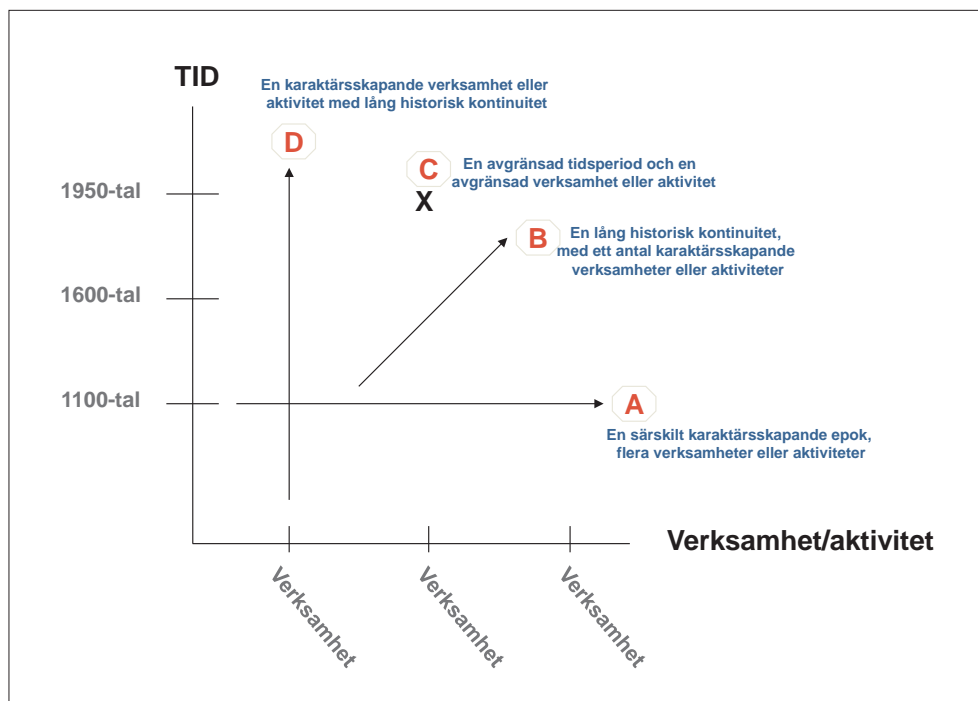 TID
En karaktärsskapande verksamhet eller
aktivitet med lång historisk kontinuitet
D
C
En avgränsad tidsperiod och en
avgränsad verksamhet eller aktivitet
1950-tal
X
B
En lång historisk kontinuitet,
med ett antal karaktärsskapande
verksamheter eller aktiviteter
1600-tal
1100-tal
A
En särskilt karaktärsskapande epok,
flera verksamheter eller aktiviteter
Verksamhet/aktivitet
Verksamhet
Verksamhet
Verksamhet